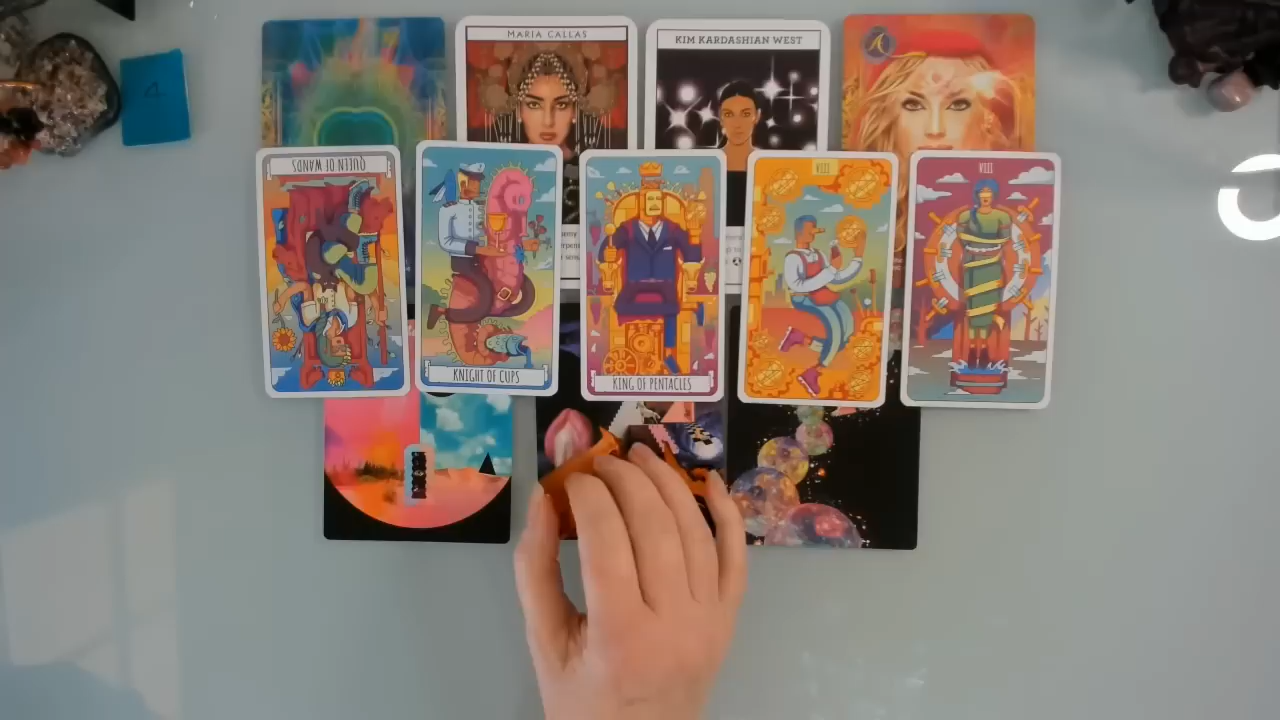 4
MARIA CALLAS
KIM KARDASHIAN WEST
QUEEN OF WANDS
KNIGHT OF CUPS
KING OF PENTACLES
VIII
VIII